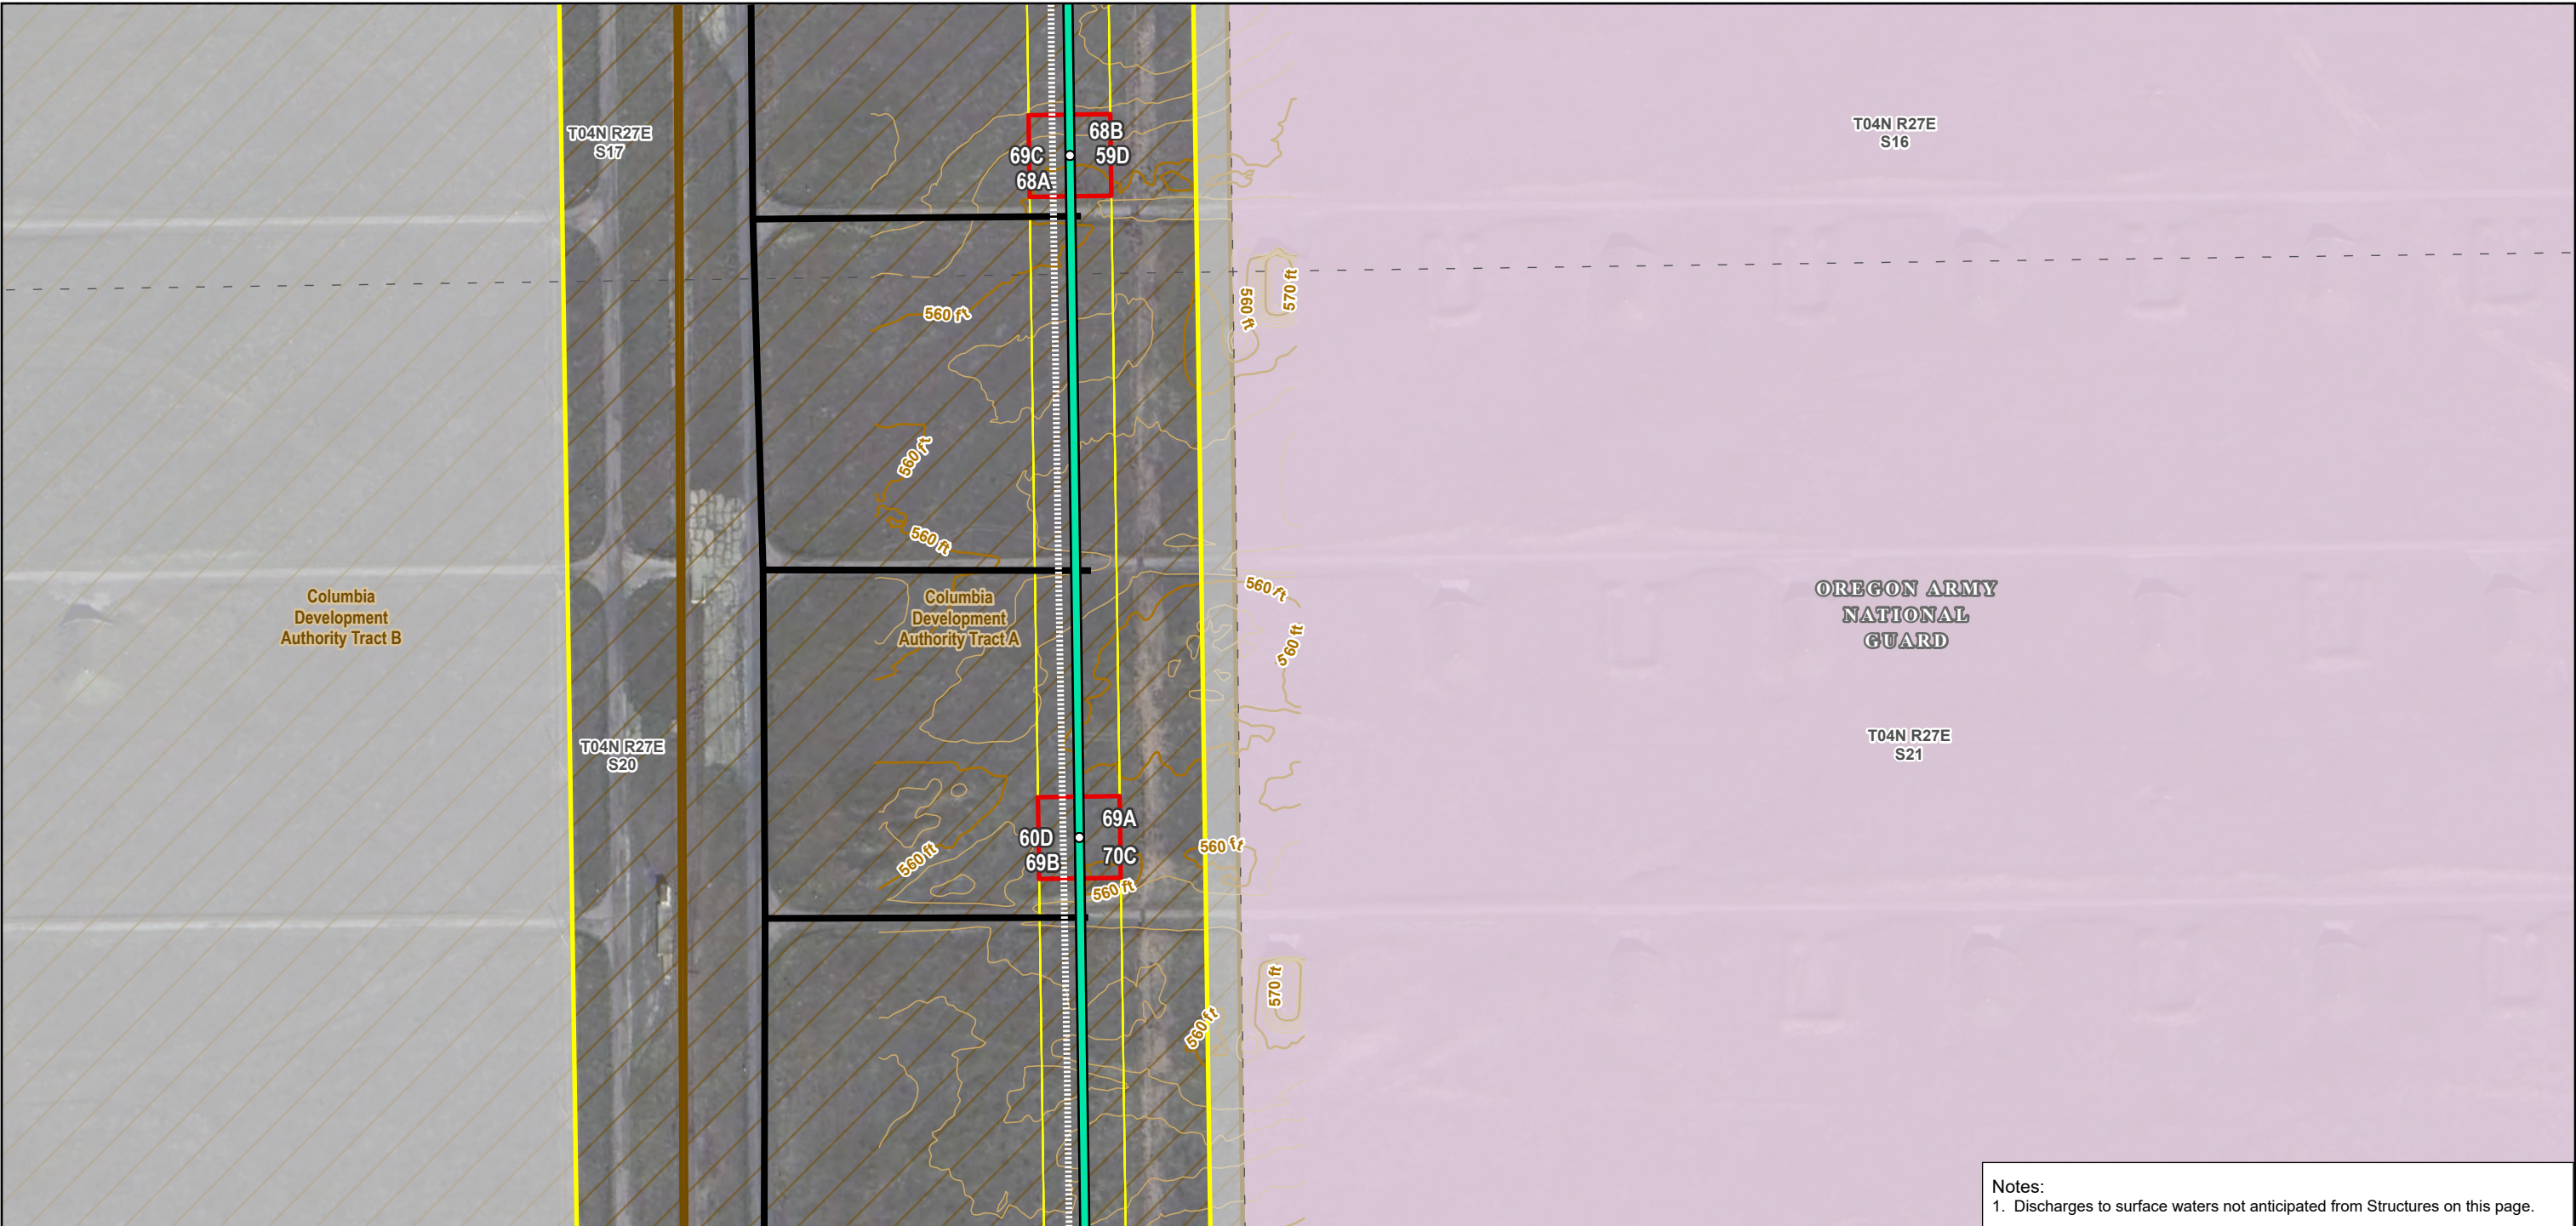 T04N R27E
S17
T04N R27E
S16
68B
69C
59D
68A
560 ft
570 ft
560 ft
560 ft
560 ft
560 ft
560 ft
Columbia
Development
Authority Tract B
Columbia
Development
Authority Tract A
OREGON ARMY
NATIONAL
GUARD
T04N R27E
S20
T04N R27E
S21
69A
60D
70C
69B
560 ft
560 ft
560 ft
570 ft
560 ft
Notes:
1. Discharges to surface waters not anticipated from Structures on this page.